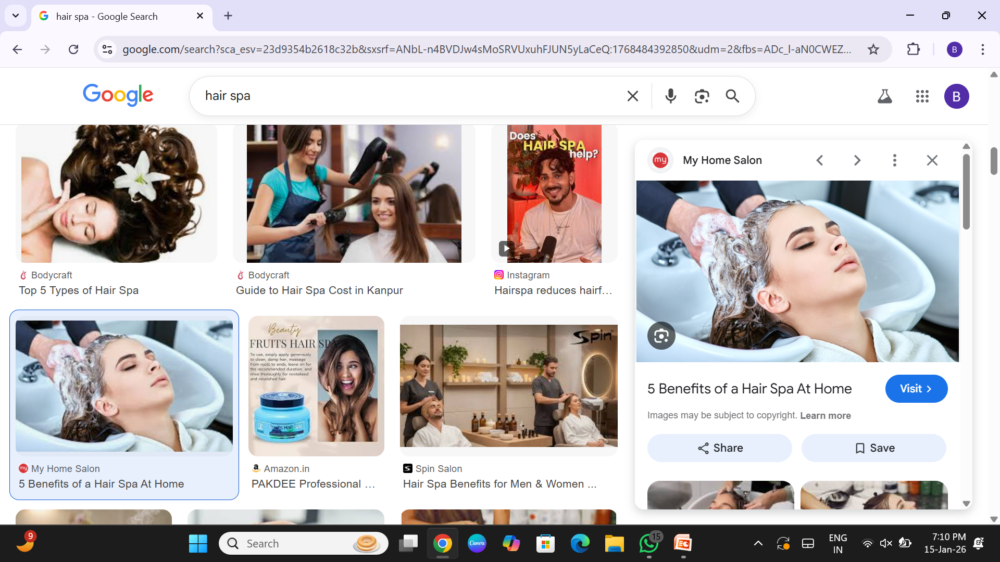 hair spa - Google Search
google.com/search?sca_esv=23d9354b2618c32b&sxsrf=ANbL-n4BVDJw4sMoSRVUxuhFJUN5yLaCeQ:1768484392850&udm=2&fbs=ADc_l-aN0CWEZ...
B
Google
hair spa
B
Does
HAIR SPA
help?
Bodycraft
Top 5 Types of Hair Spa
Bodycraft
Guide to Hair Spa Cost in Kanpur
Instagram
Hairspa reduces hairf...
My Home Salon
5 Benefits of a Hair Spa At Home
Beauty
FRUITS HAIR SPA
To use, simply apply generously
to clean, damp hair, massage
from roots to ends, leave on for
the recommended duration, and
rinse thoroughly for revitalized
and nourished hair.
Fruits Hair Spa
Amazon.in
PAKDEE Professional ...
Spin
Spin Salon
Hair Spa Benefits for Men & Women ...
my
My Home Salon
5 Benefits of a Hair Spa At Home
Visit
Images may be subject to copyright. Learn more
Share
Save
9
Search
Canva
15
ENG
IN
7:10 PM
15-Jan-26